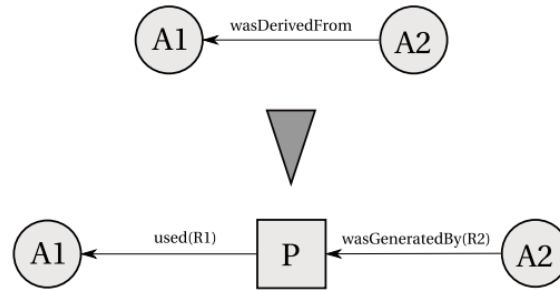 A1 wasDerivedFrom A2
A1 used(R1) P wasGeneratedBy(R2) A2